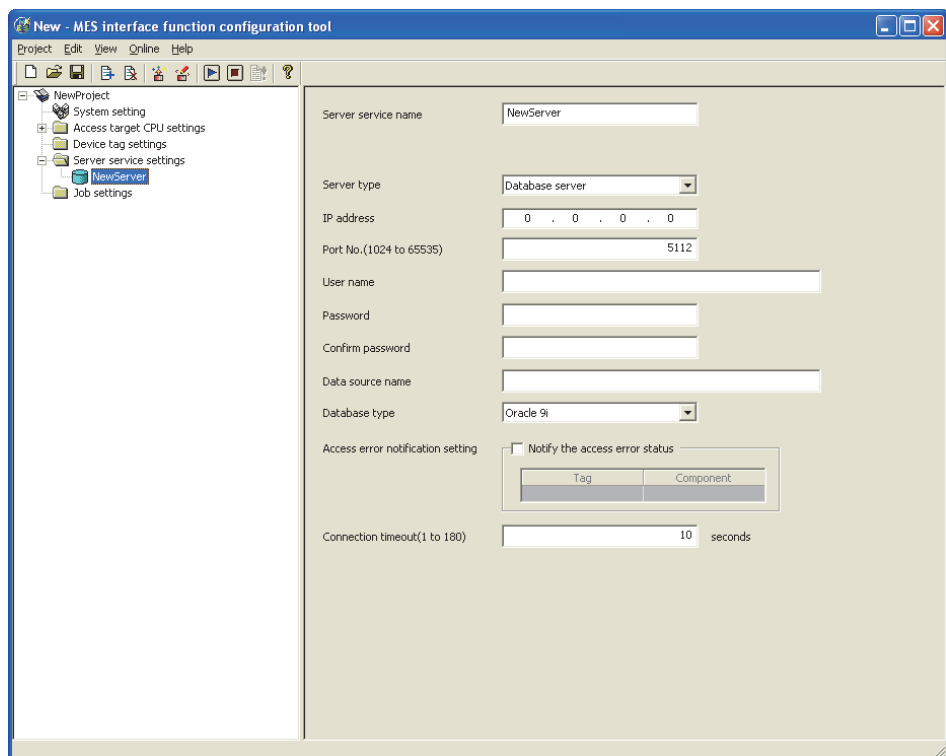 New - MES interface function configuration tool
Project Edit View Online Help
NewProject
System setting
Access target CPU settings
Device tag settings
Server service settings
NewServer
Job settings
Server service name NewServer
Server type Database server
IP address 0 . 0 . 0 . 0
Port No.(1024 to 65535) 5112
User name
Password
Confirm password
Data source name
Database type Oracle 9i
Access error notification setting Notify the access error status
Tag Component
Connection timeout(1 to 180) 10 seconds